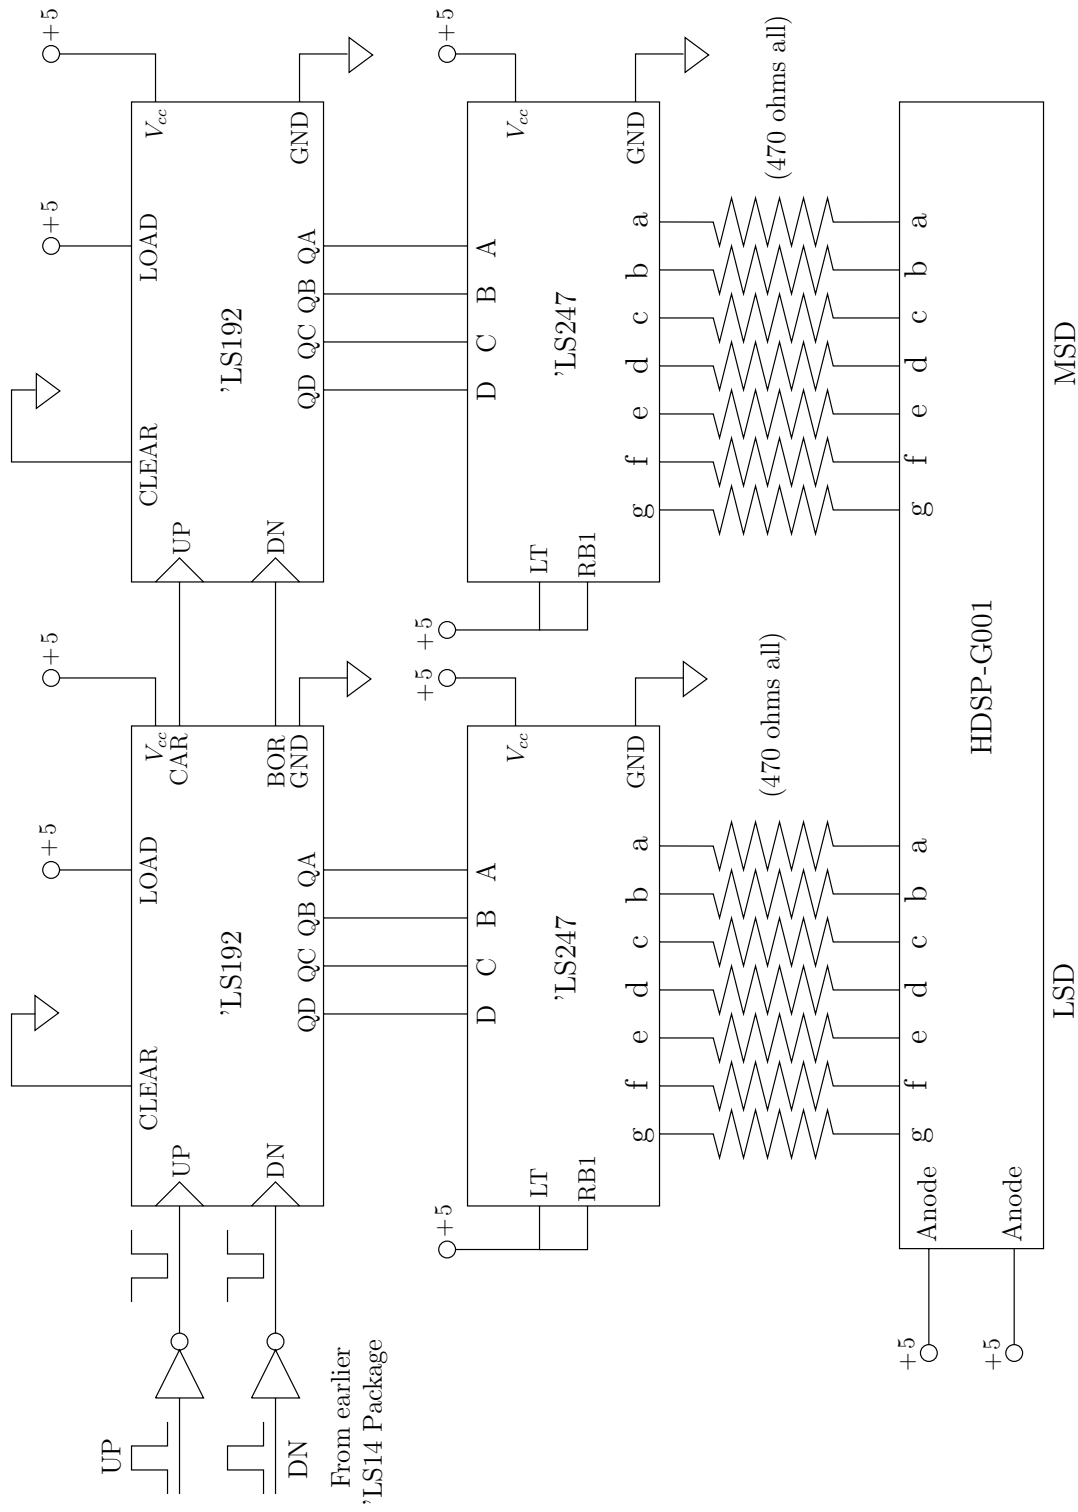 +5
+5
+5
+5
UP
CLEAR
LOAD
Vcc
CLEAR
LOAD
Vcc
UP
CAR
UP
'LS192
'LS192
DN
BOR
DN
DN
GND
GND
QD QC QB QA
QD QC QB QA
From earlier
'LS14 Package
+5
+5
+5
+5
D C B A
D C B A
Vcc
Vcc
LT
LT
'LS247
'LS247
RB1
RB1
g f e d c b a
GND
g f e d c b a
GND
(470 ohms all)
(470 ohms all)
+5
Anode
g f e d c b a
g f e d c b a
HDSP-G001
+5
Anode
LSD
MSD